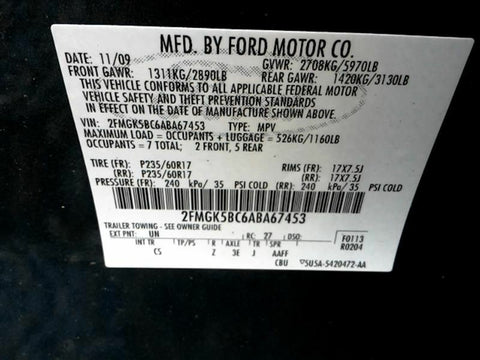 MFD. BY FORD MOTOR CO.
DATE: 11/09 GVWR: 2708KG/5970LB
FRONT GAWR: 1311KG/2890LB REAR GAWR: 1420KG/3130LB
THIS VEHICLE CONFORMS TO ALL APPLICABLE FEDERAL MOTOR
VEHICLE SAFETY AND THEFT PREVENTION STANDARDS
IN EFFECT ON THE DATE OF MANUFACTURE SHOWN ABOVE.
VIN: 2FMGK5BC6ABA67453 TYPE: MPV
MAXIMUM LOAD = OCCUPANTS + LUGGAGE = 526KG/1160LB
OCCUPANTS = 7 TOTAL; 2 FRONT, 5 REAR
TIRE (FR): P235/60R17 RIMS (FR): 17X7.5J
(RR): P235/60R17 (RR): 17X7.5J
PRESSURE (FR): 240 kPa/ 35 PSI COLD (RR): 240 kPa/ 35 PSI COLD
2FMGK5BC6ABA67453
TRAILER TOWING - SEE OWNER GUIDE
EXT PNT: UN RC: 27 DSO: F0113
INT TR TP/PS R AXLE TR SPR R0204
CS Z 3E J AAFF
CBU 5USA-5420472-AA